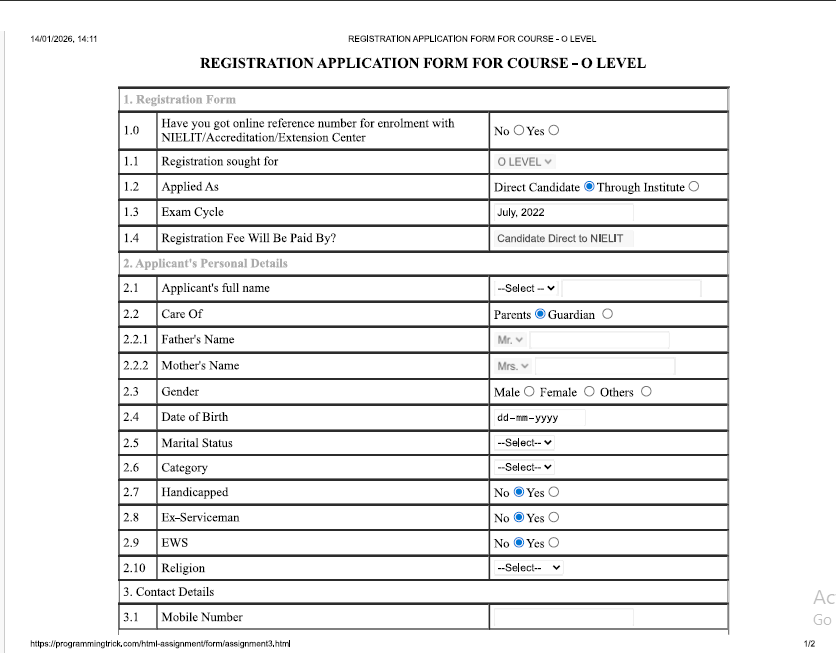 14/01/2026, 14:11 REGISTRATION APPLICATION FORM FOR COURSE - O LEVEL
REGISTRATION APPLICATION FORM FOR COURSE – O LEVEL
1. Registration Form
1.0 Have you got online reference number for enrolment with NIELIT/Accreditation/Extension Center No Yes
1.1 Registration sought for O LEVEL
1.2 Applied As Direct Candidate Through Institute
1.3 Exam Cycle July, 2022
1.4 Registration Fee Will Be Paid By? Candidate Direct to NIELIT
2. Applicant's Personal Details
2.1 Applicant's full name --Select --
2.2 Care Of Parents Guardian
2.2.1 Father's Name Mr.
2.2.2 Mother's Name Mrs.
2.3 Gender Male Female Others
2.4 Date of Birth dd-mm-yyyy
2.5 Marital Status --Select--
2.6 Category --Select--
2.7 Handicapped No Yes
2.8 Ex-Serviceman No Yes
2.9 EWS No Yes
2.10 Religion --Select--
3. Contact Details
3.1 Mobile Number
Ac
Go
https://programmingtrick.com/html-assignment/form/assignment3.html 1/2